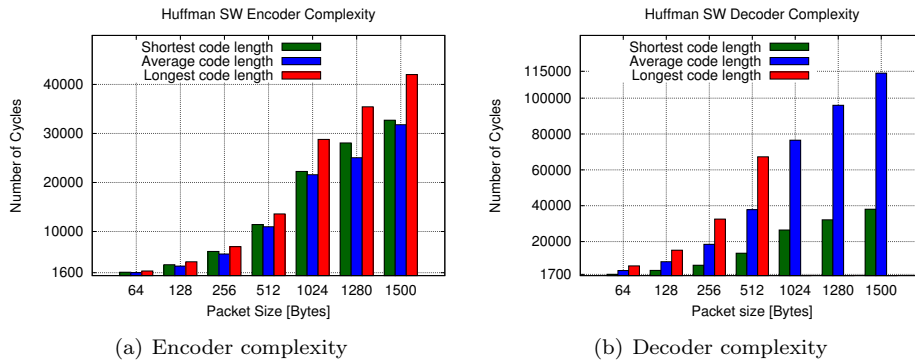 Huffman SW Encoder Complexity
Shortest code length
Average code length
Longest code length
Number of Cycles
40000
30000
20000
10000
1600
64 128 256 512 1024 1280 1500
Packet Size [Bytes]
(a) Encoder complexity
Huffman SW Decoder Complexity
Shortest code length
Average code length
Longest code length
Number of Cycles
115000
100000
80000
60000
40000
20000
1700
64 128 256 512 1024 1280 1500
Packet size [Bytes]
(b) Decoder complexity